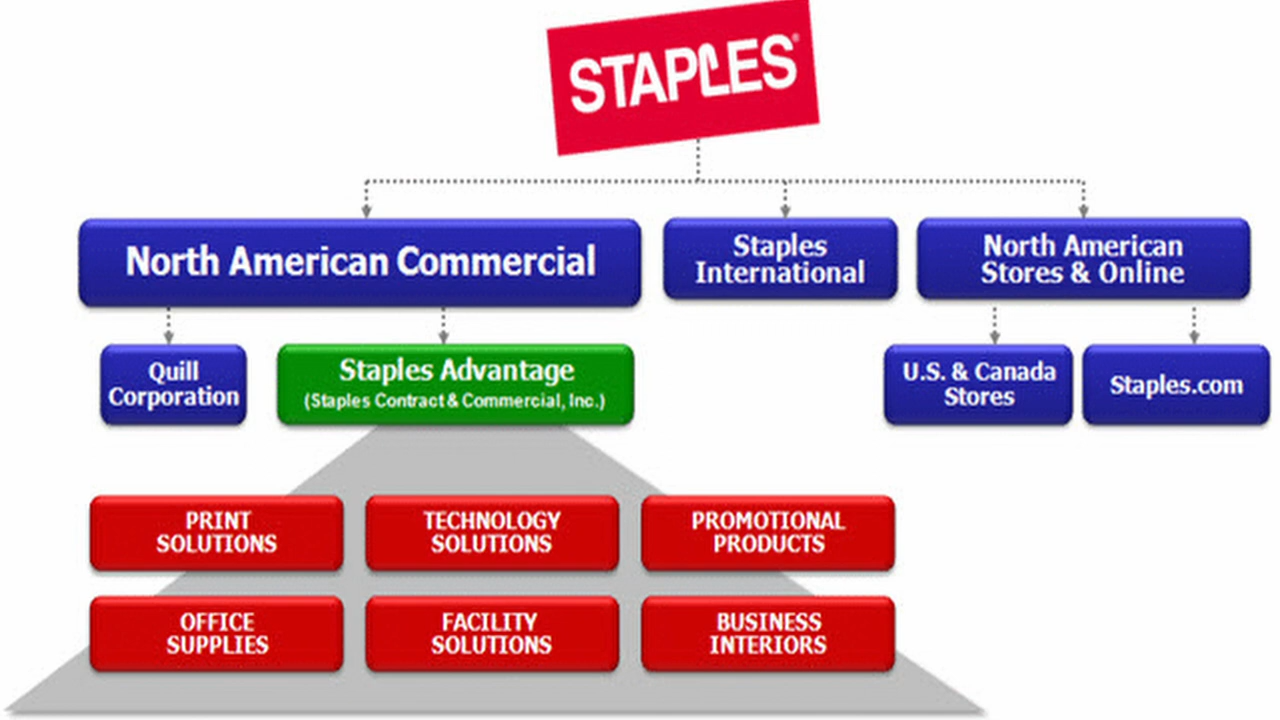 STAPLES®
North American Commercial
Staples
International
North American
Stores & Online
Quill
Corporation
Staples Advantage
(Staples Contract & Commercial, Inc.)
U.S. & Canada
Stores
Staples.com
PRINT
SOLUTIONS
TECHNOLOGY
SOLUTIONS
PROMOTIONAL
PRODUCTS
OFFICE
SUPPLIES
FACILITY
SOLUTIONS
BUSINESS
INTERIORS